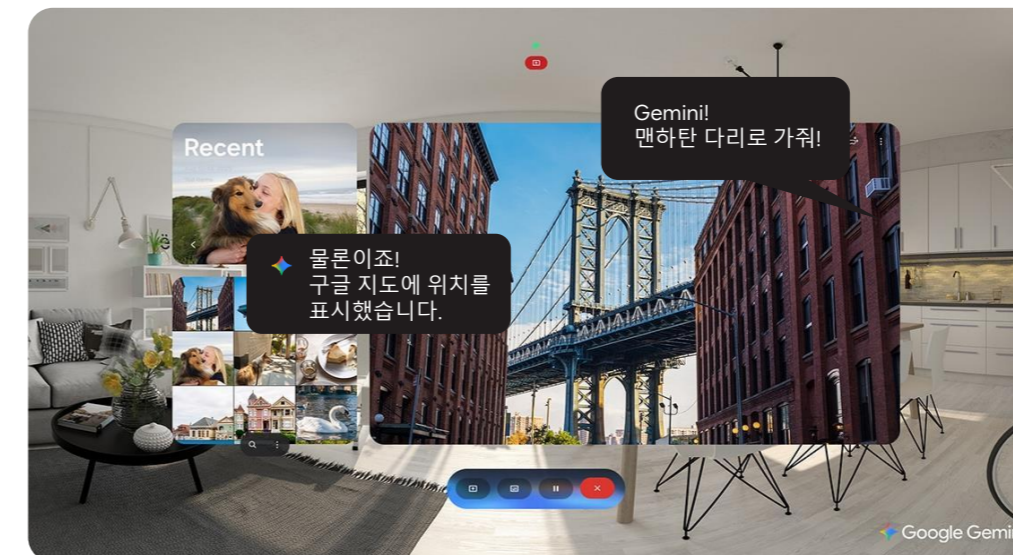 Recent
Gemini!
맨하탄 다리로 가줘!
물론이죠!
구글 지도에 위치를
표시했습니다.
Google Gemin